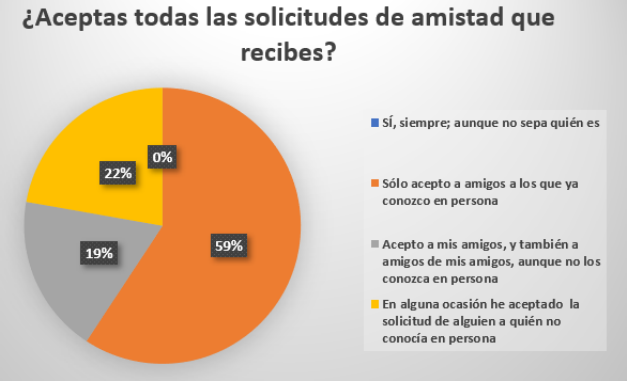 ¿Aceptas todas las solicitudes de amistad que
recibes?
0%
22%
19%
59%
SÍ, siempre; aunque no sepa quién es
Sólo acepto a amigos a los que ya
conozco en persona
Acepto a mis amigos, y también a
amigos de mis amigos, aunque no los
conozca en persona
En alguna ocasión he aceptado la
solicitud de alguien a quién no
conocía en persona